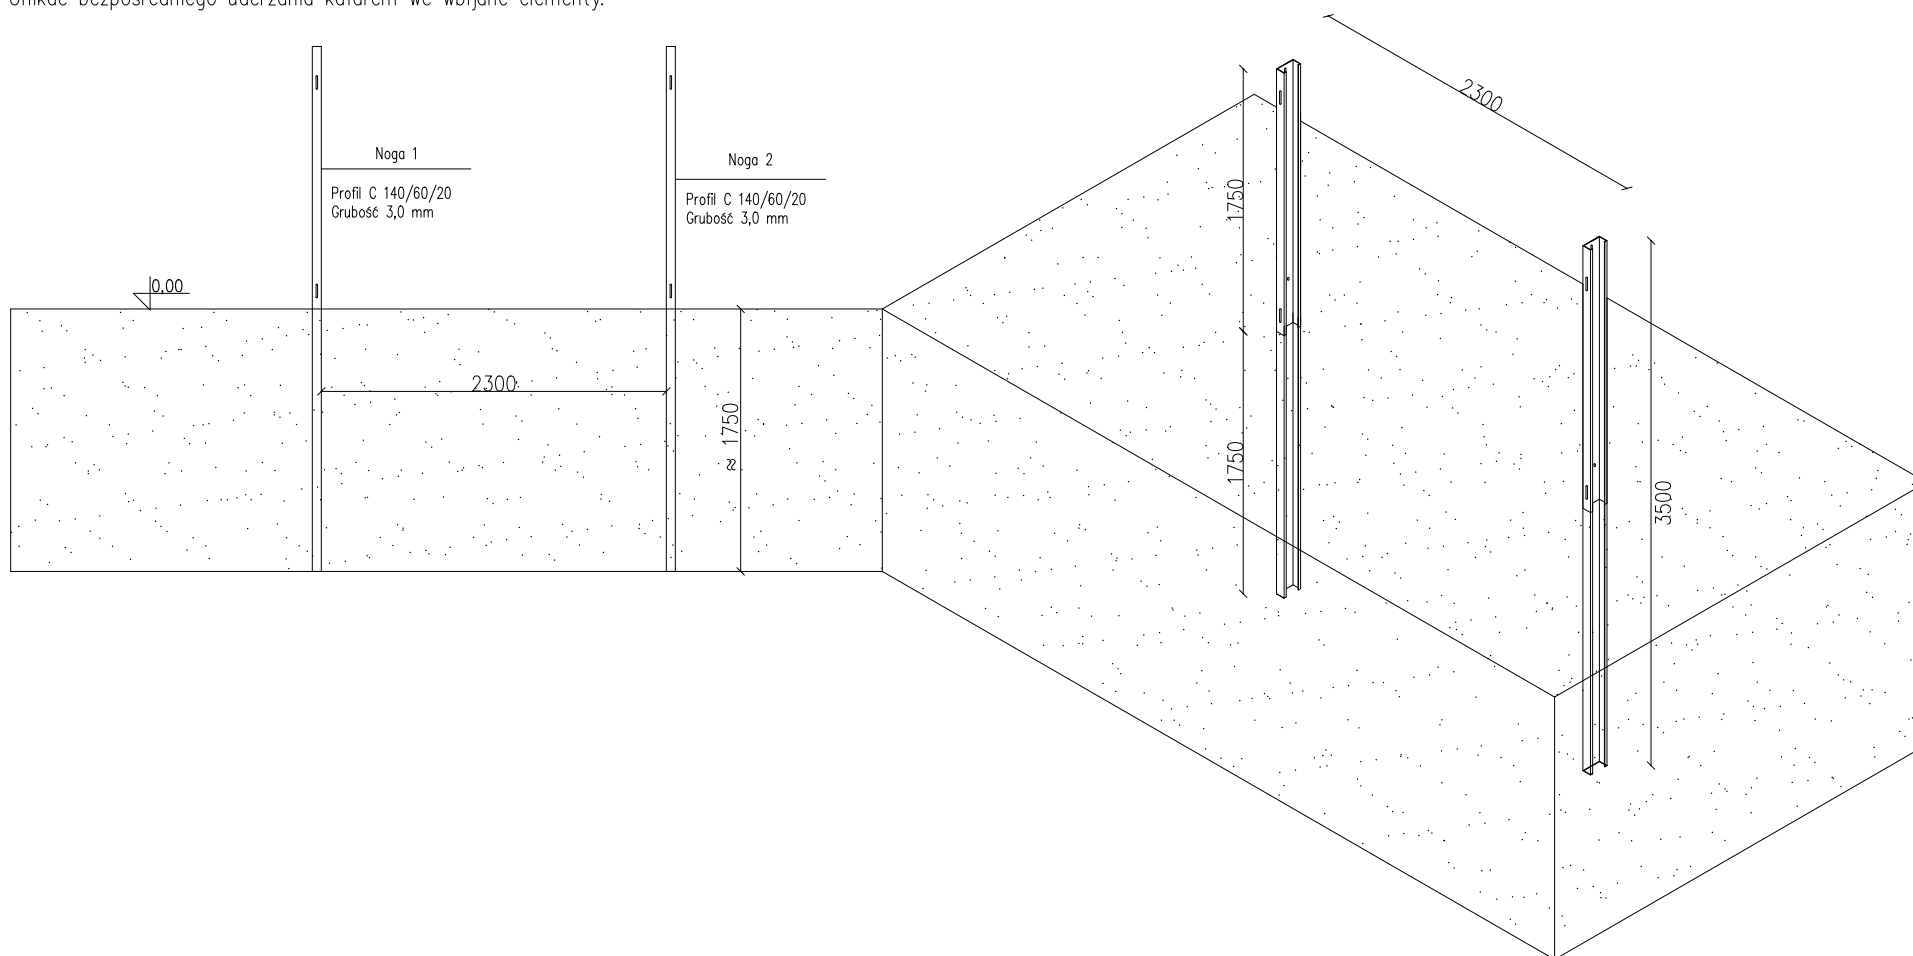 Unikać bezpośredniego uderzania kafarem we wbijane elementy.
Noga 1
Profil C 140/60/20
Grubość 3,0 mm
Noga 2
Profil C 140/60/20
Grubość 3,0 mm
0,00
2300
≈ 1750
2300
1750
1750
3500